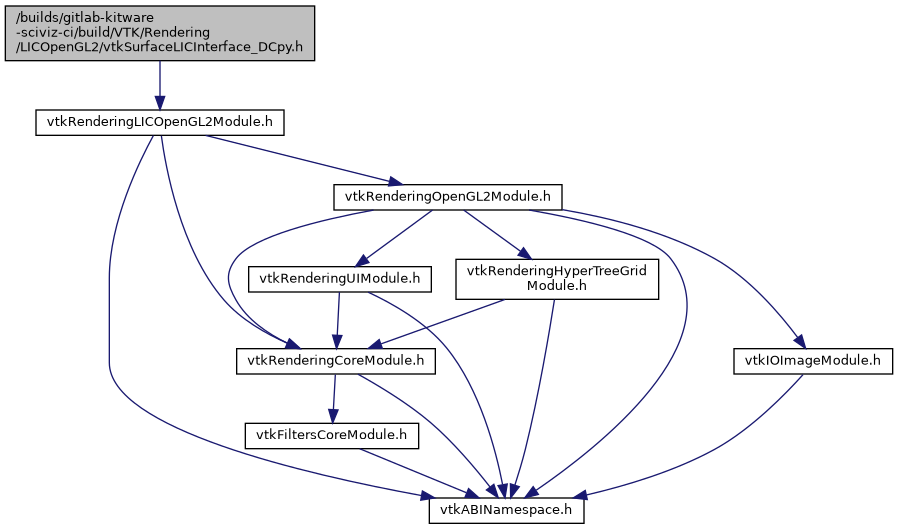 /builds/gitlab-kitware
-sciviz-ci/build/VTK/Rendering
/LICOpenGL2/vtkSurfaceLICInterface_DCpy.h
vtkRenderingLICOpenGL2Module.h
vtkRenderingOpenGL2Module.h
vtkRenderingUIModule.h
vtkRenderingHyperTreeGrid
Module.h
vtkRenderingCoreModule.h
vtkIOImageModule.h
vtkFiltersCoreModule.h
vtkABINamespace.h